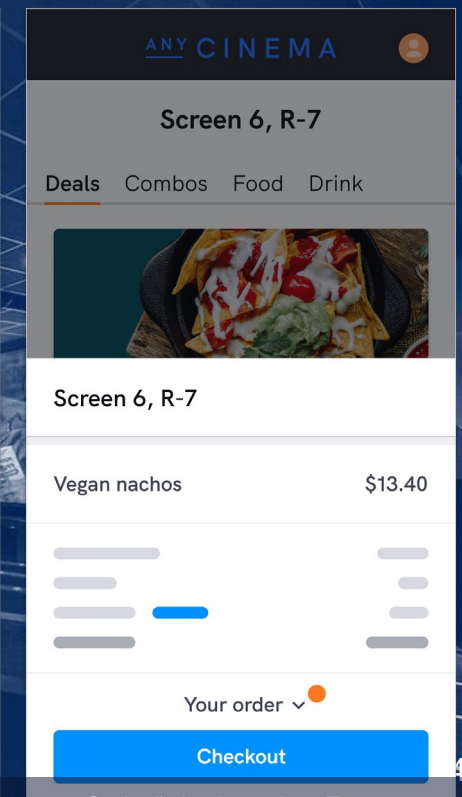 ANY CINEMA
Screen 6, R-7
Deals Combos Food Drink
Screen 6, R-7
Vegan nachos $13.40
Your order
Checkout